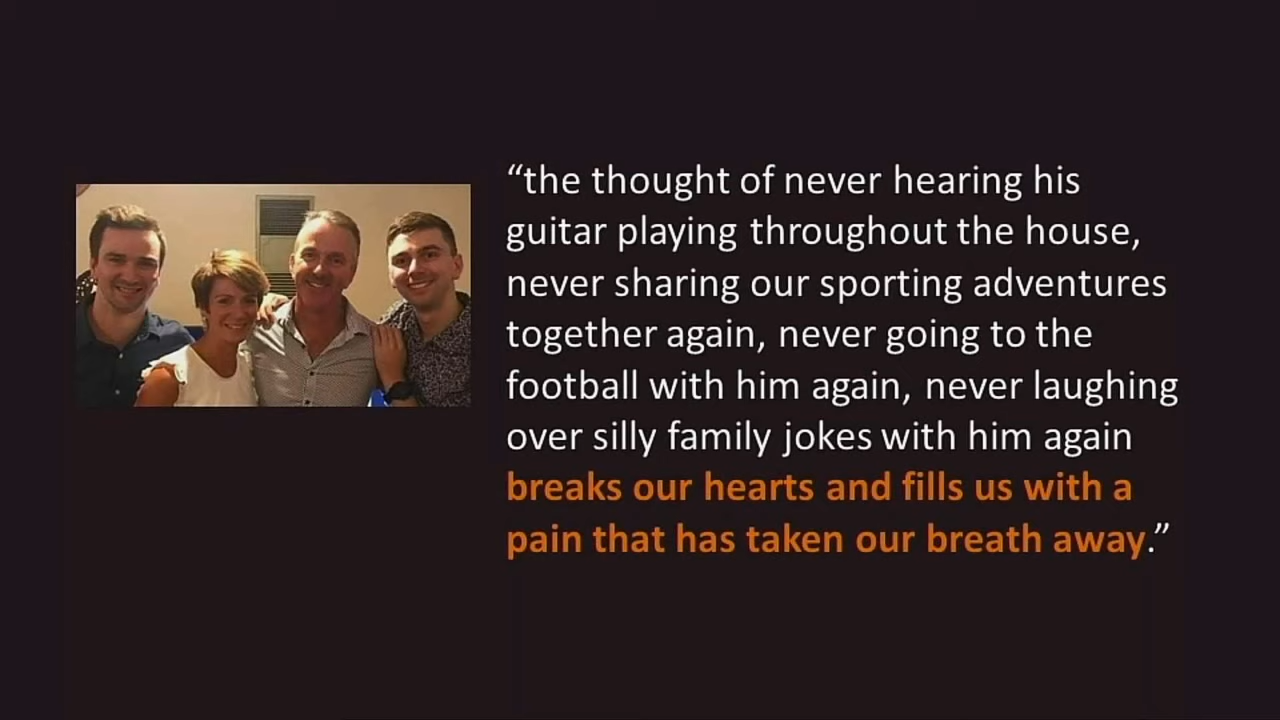 “the thought of never hearing his
guitar playing throughout the house,
never sharing our sporting adventures
together again, never going to the
football with him again, never laughing
over silly family jokes with him again
breaks our hearts and fills us with a
pain that has taken our breath away.”